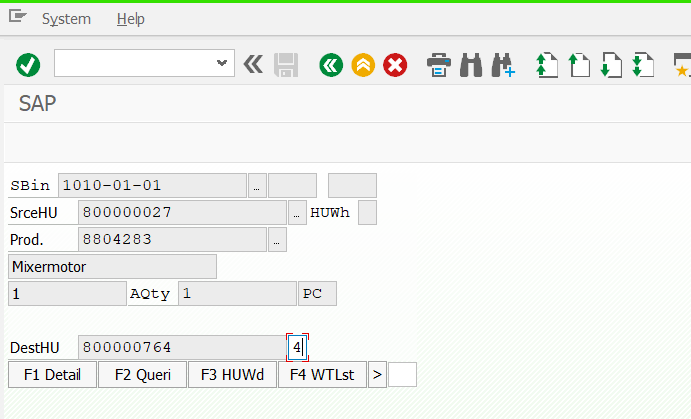 System Help
SAP
SBin 1010-01-01 ...
SrceHU 800000027 ... HUWh
Prod. 8804283 ...
Mixermotor
1 AQty 1 PC
DestHU 800000764 4
F1 Detail F2 Queri F3 HUWd F4 WTLst >